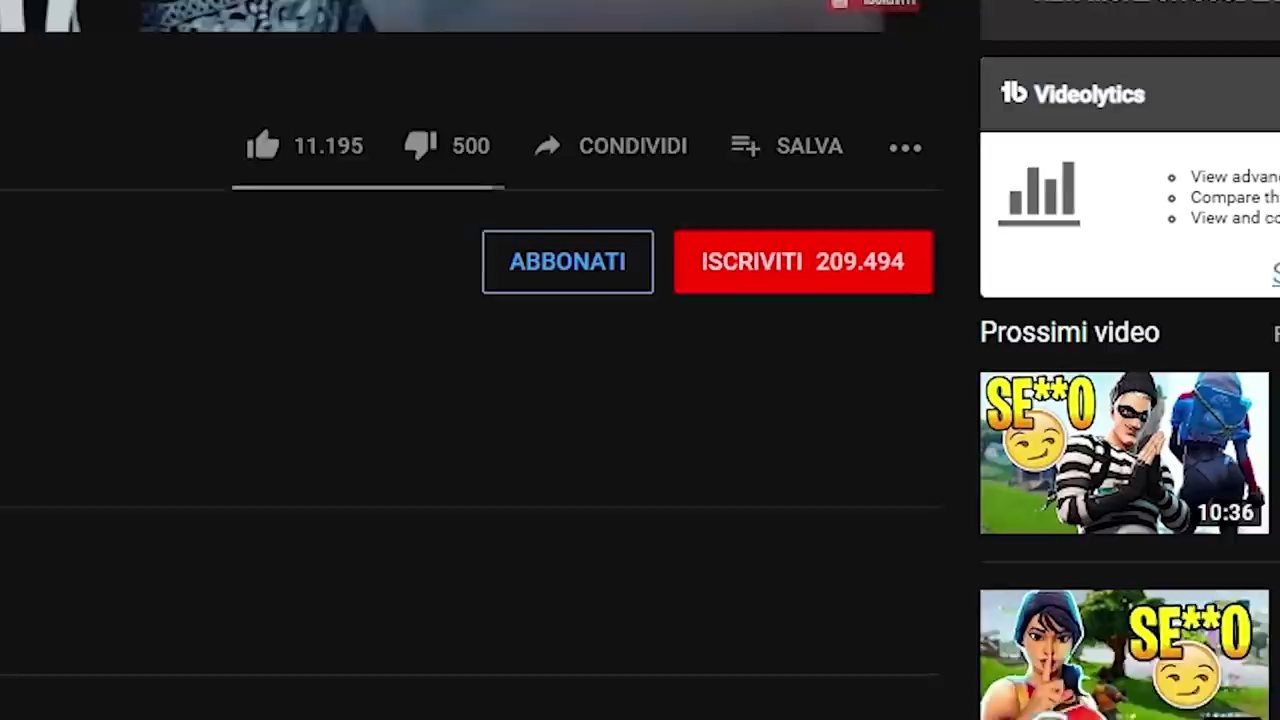 11.195 500 CONDIVIDI SALVA
ABBONATI ISCRIVITI 209.494
Videolytics
View advan
Compare th
View and co
Prossimi video
SE**O
10:36
SE**O